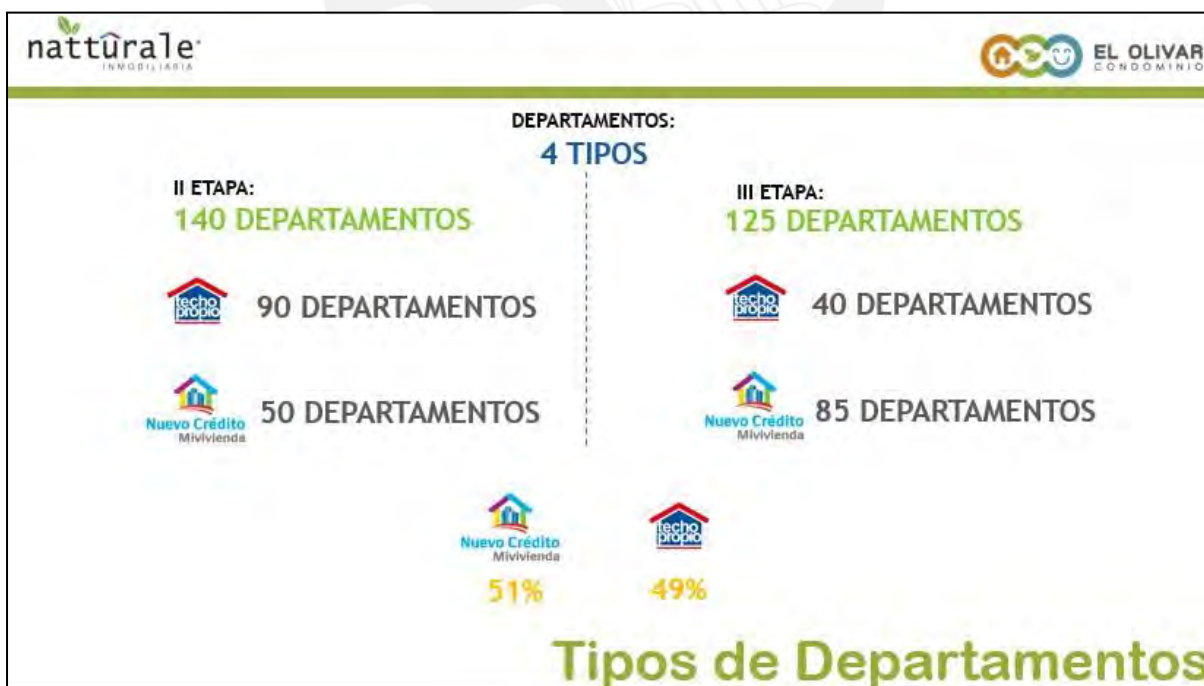 nattûrale
INMOBILIARIA
EL OLIVAR
CONDOMINIO
DEPARTAMENTOS:
4 TIPOS
II ETAPA:
140 DEPARTAMENTOS
techo
propio
90 DEPARTAMENTOS
Nuevo Crédito
Mivivienda
50 DEPARTAMENTOS
III ETAPA:
125 DEPARTAMENTOS
techo
propio
40 DEPARTAMENTOS
Nuevo Crédito
Mivivienda
85 DEPARTAMENTOS
Nuevo Crédito
Mivivienda
51%
techo
propio
49%
Tipos de Departamentos